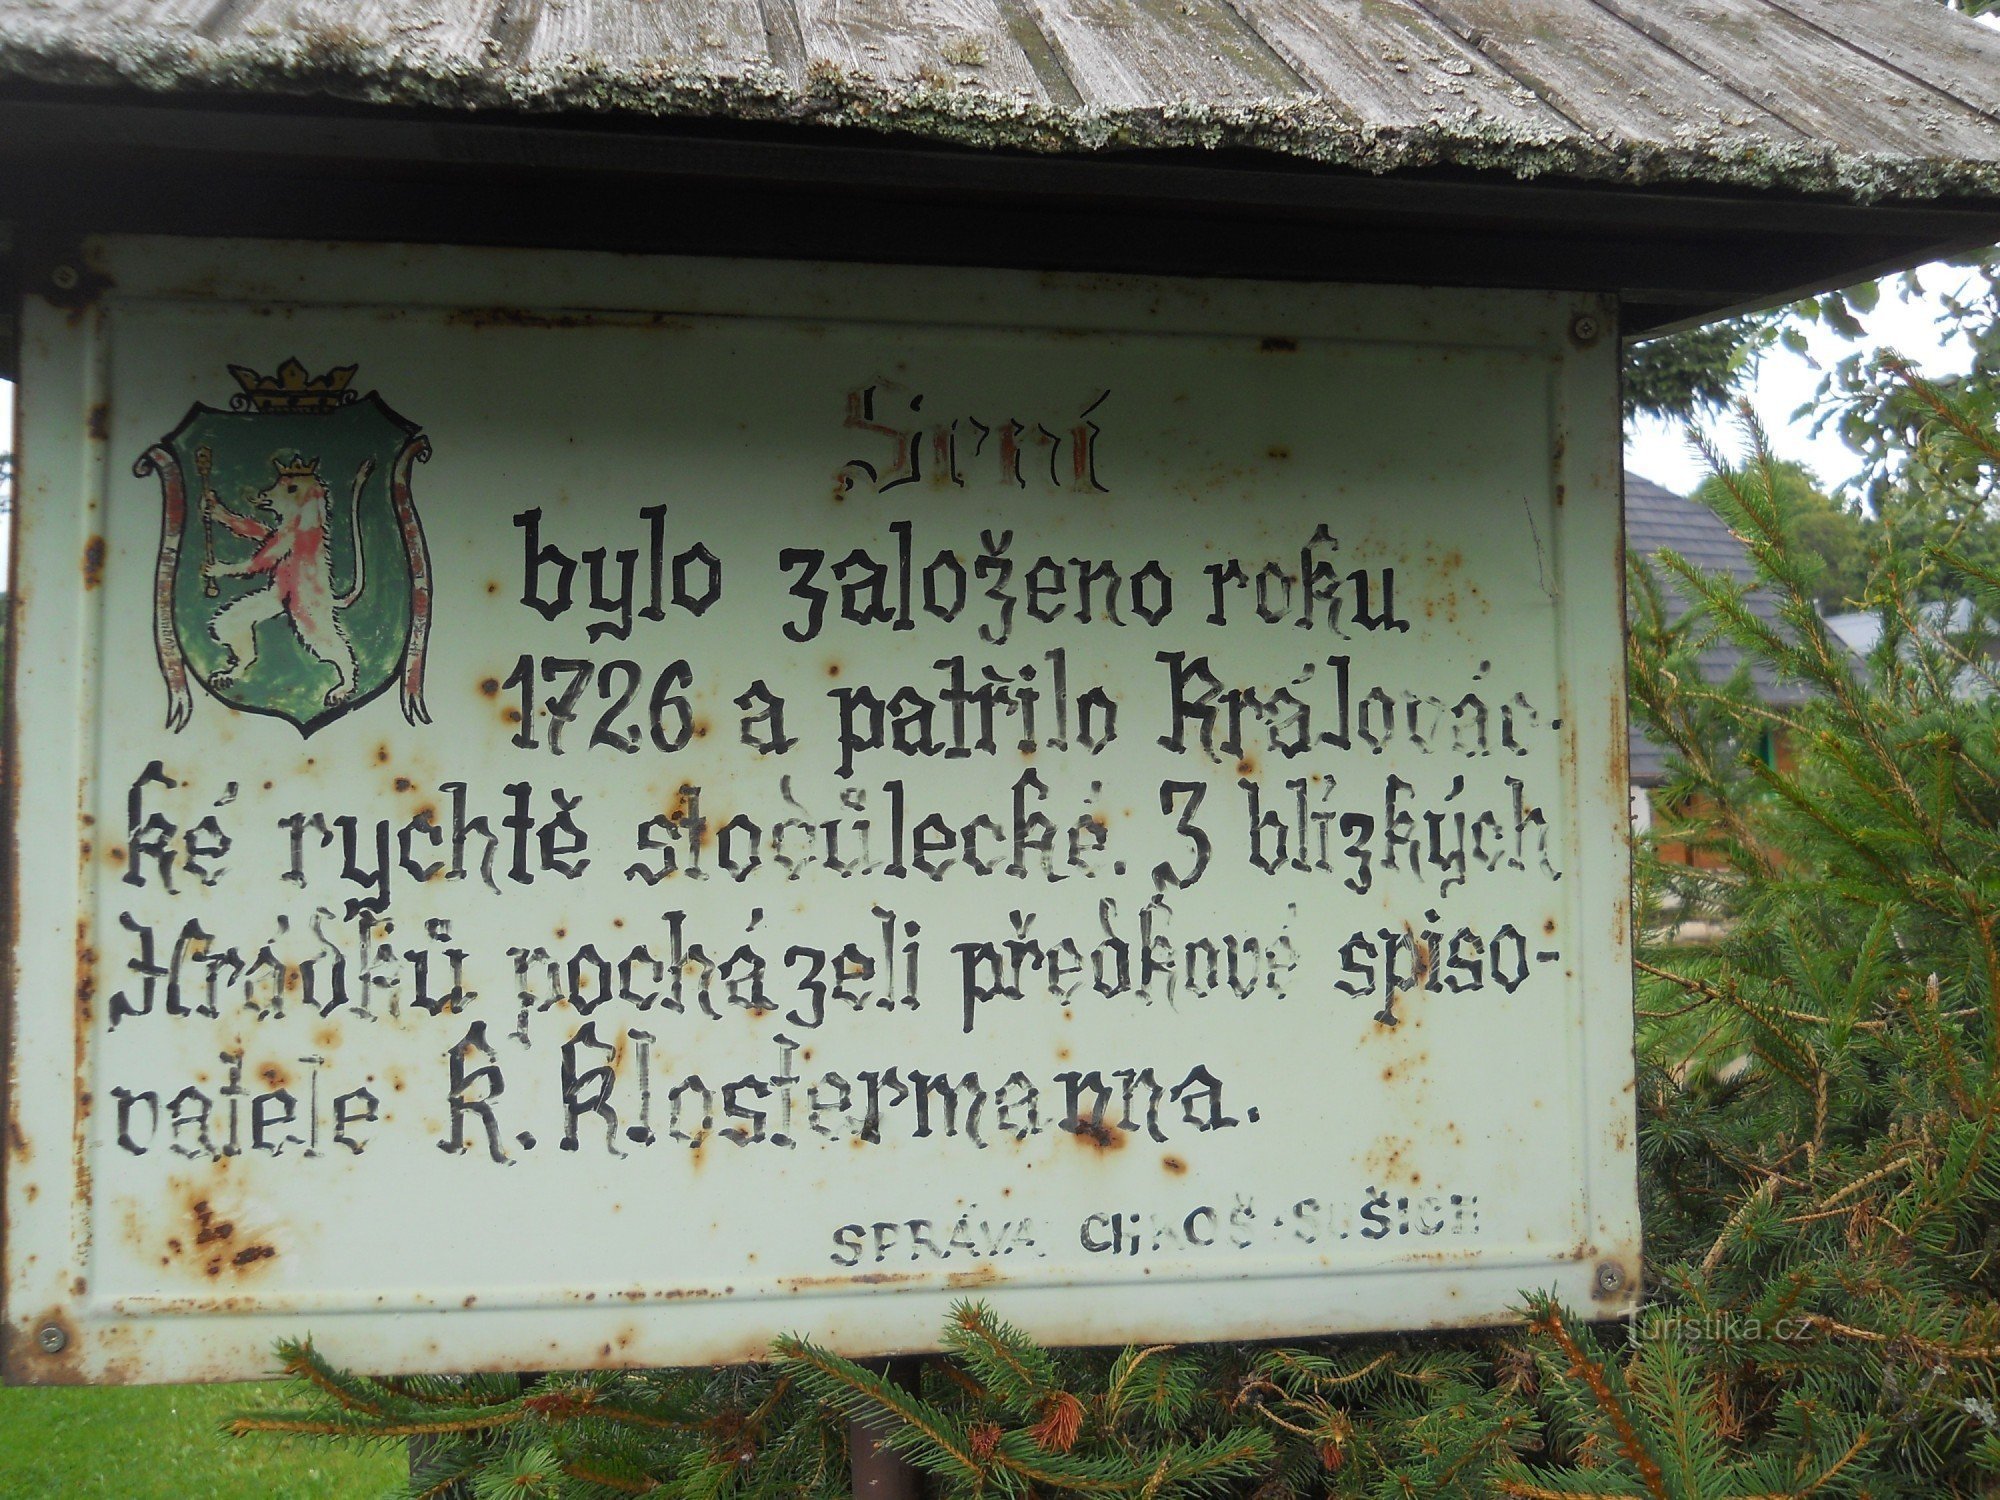 Srní
bylo založeno roku
1726 a patřilo Královác-
ké rychtě stodůlecké. Z blízkých
Hrádků pocházeli předkové spiso-
vatele K. Klostermanna.
SPRÁVA CHKOŠ-SUŠICE
Turistika.cz